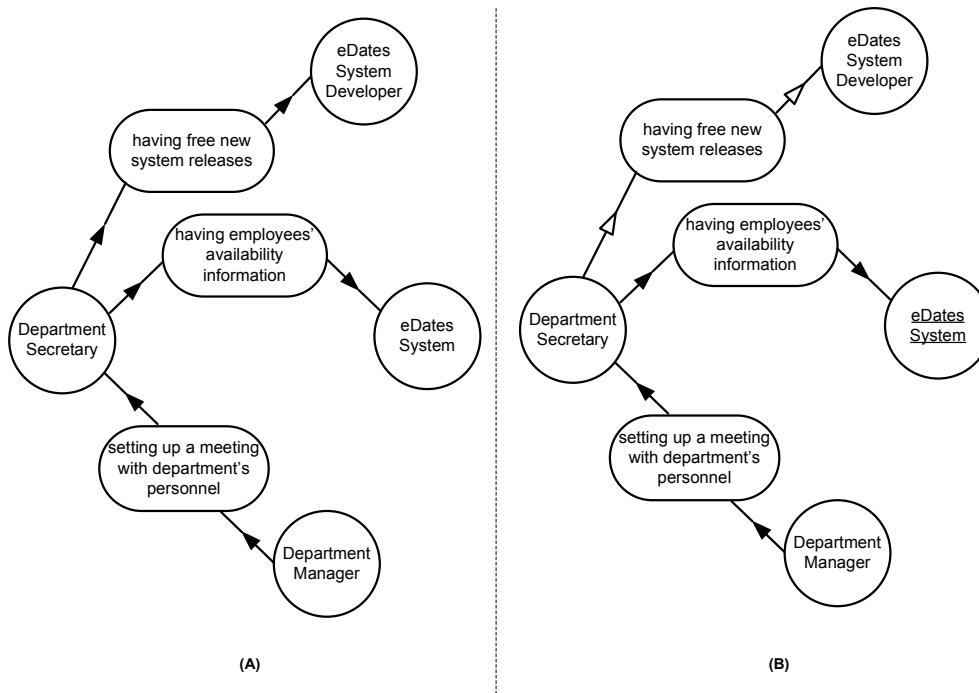 eDates
System
Developer
having free new
system releases
having employees'
availability
information
Department
Secretary
eDates
System
setting up a meeting
with department's
personnel
Department
Manager
(A)
eDates
System
Developer
having free new
system releases
having employees'
availability
information
Department
Secretary
eDates
System
setting up a meeting
with department's
personnel
Department
Manager
(B)